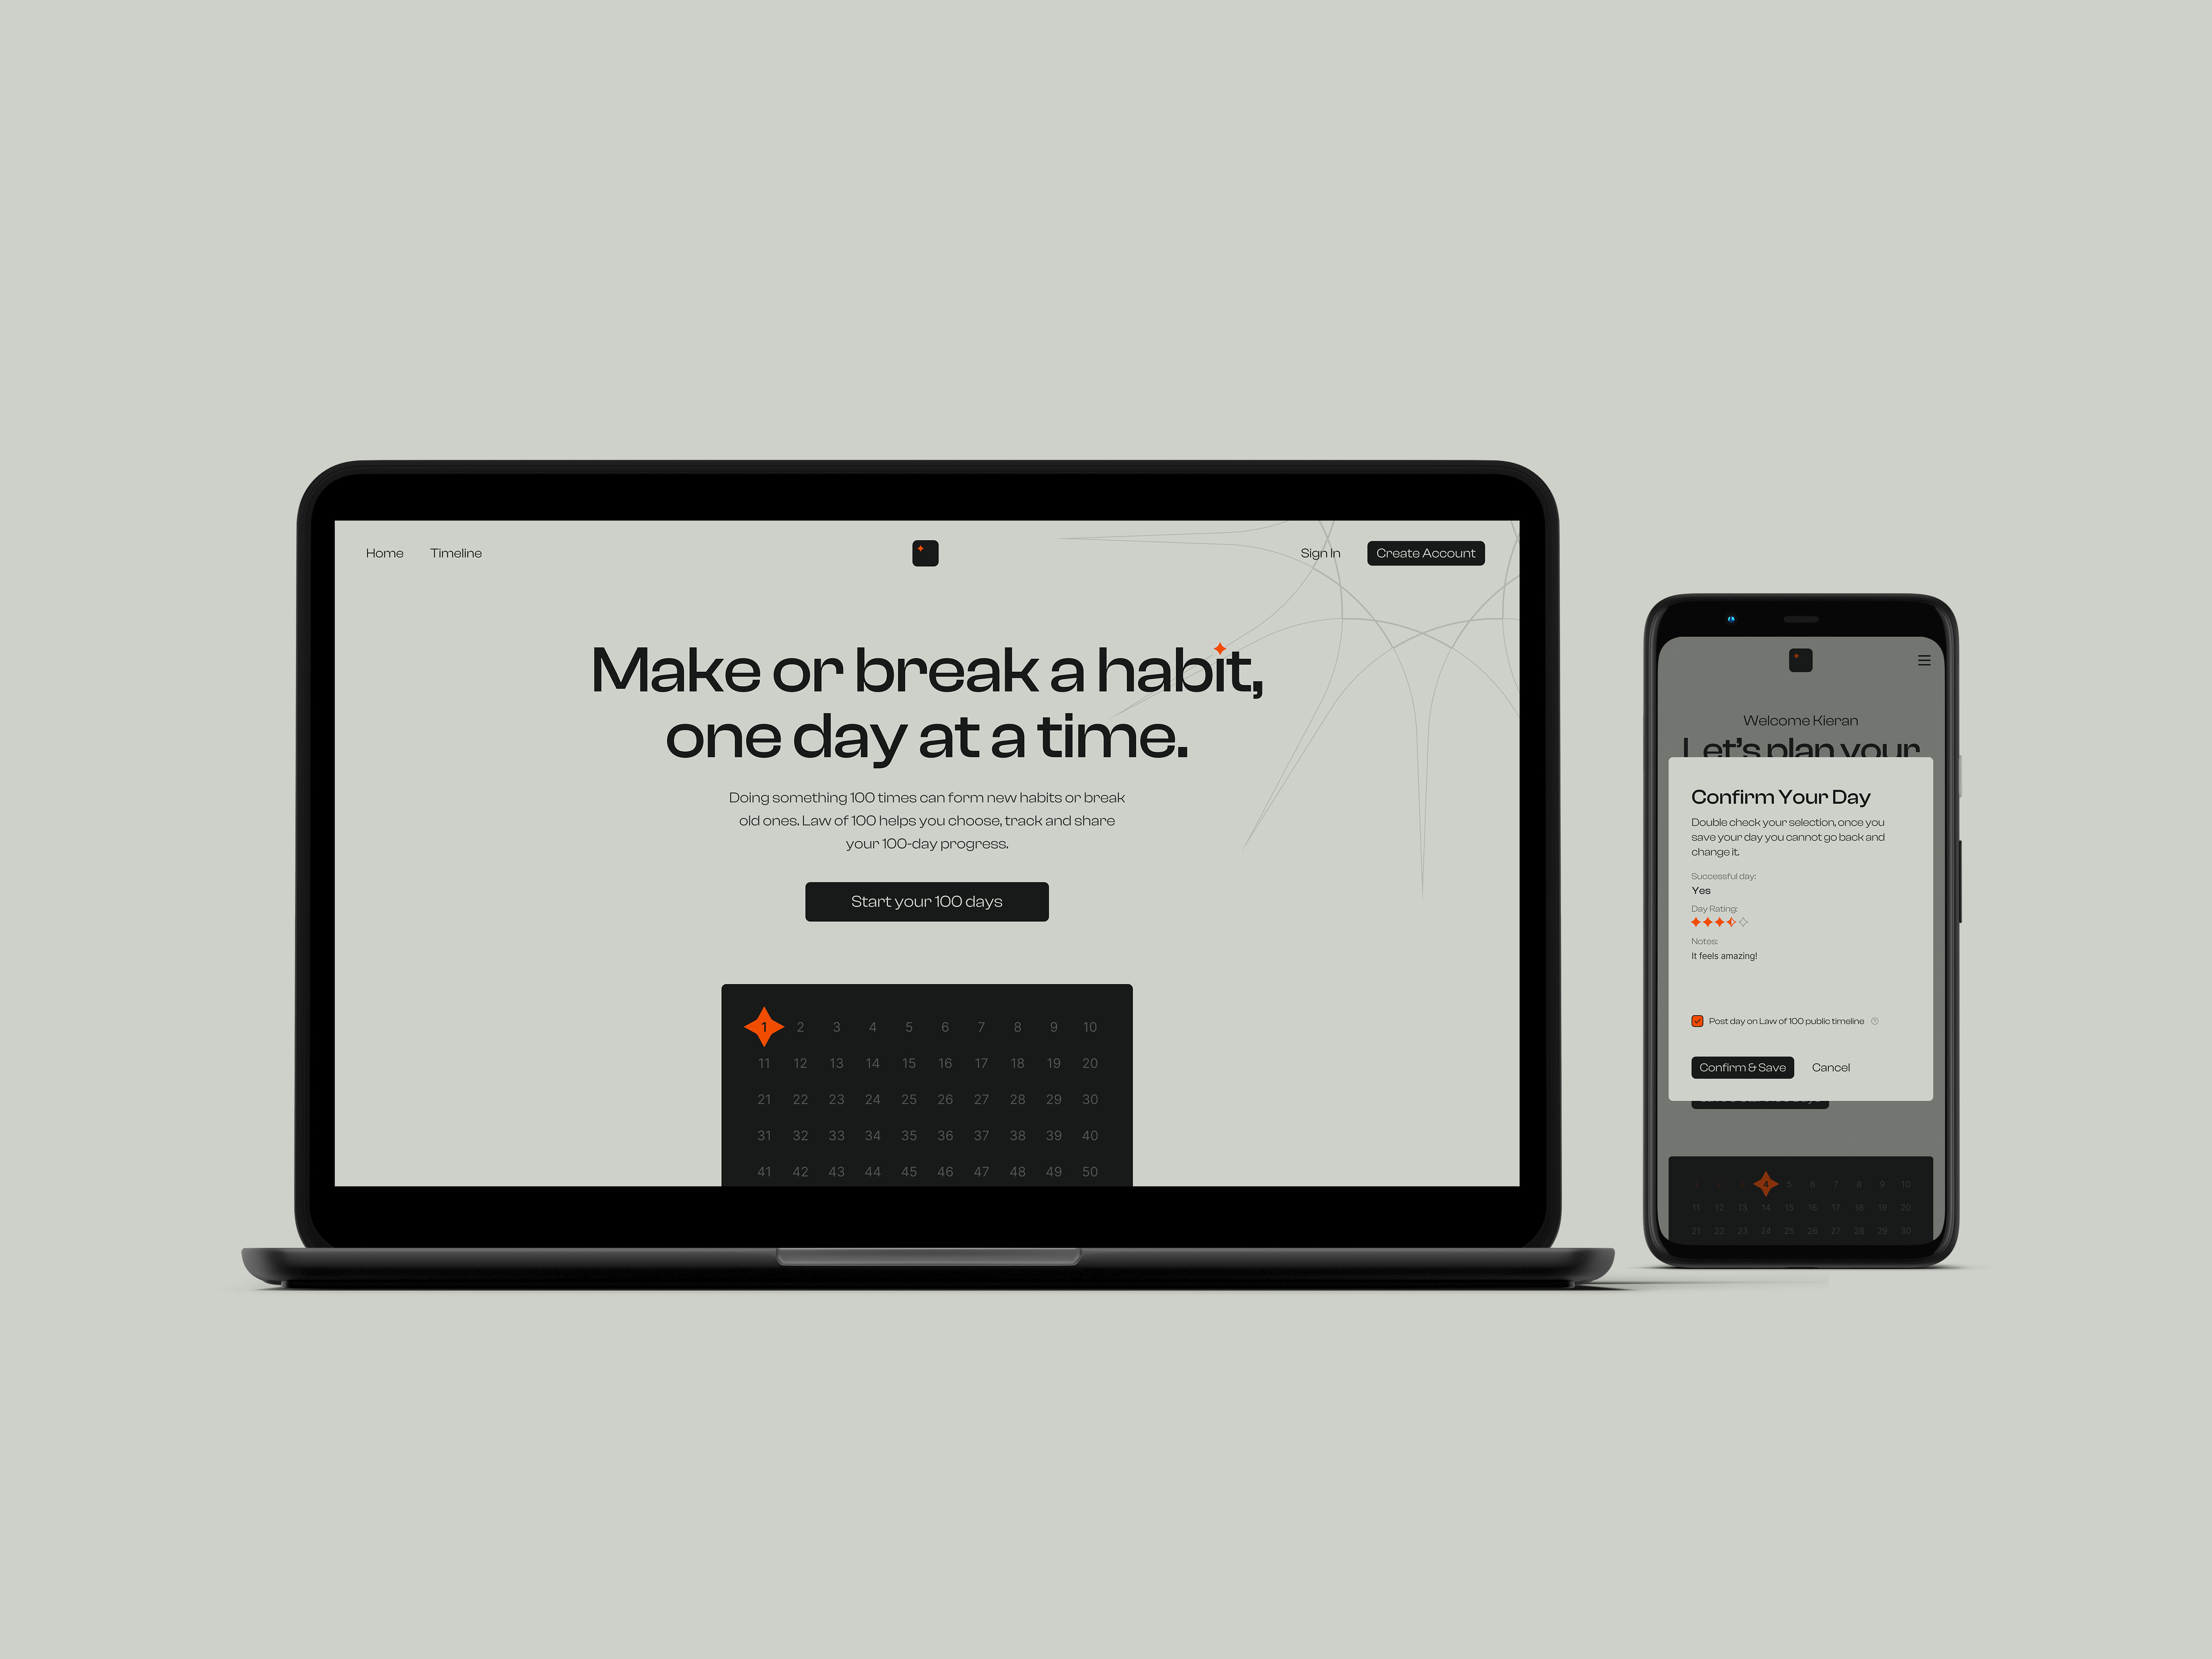 Home Timeline Sign In Create Account
Make or break a habit,
one day at a time.
Doing something 100 times can form new habits or break
old ones. Law of 100 helps you choose, track and share
your 100-day progress.
Start your 100 days
1 2 3 4 5 6 7 8 9 10
11 12 13 14 15 16 17 18 19 20
21 22 23 24 25 26 27 28 29 30
31 32 33 34 35 36 37 38 39 40
41 42 43 44 45 46 47 48 49 50
Welcome Kieran
Let's plan your
Confirm Your Day
Double check your selection, once you
save your day you cannot go back and
change it.
Successful day:
Yes
Day Rating:
Notes:
It feels amazing!
Post day on Law of 100 public timeline
Confirm & Save Cancel
4 5 6 7 8 9 10
11 12 13 14 15 16 17 18 19 20
21 22 23 24 25 26 27 28 29 30